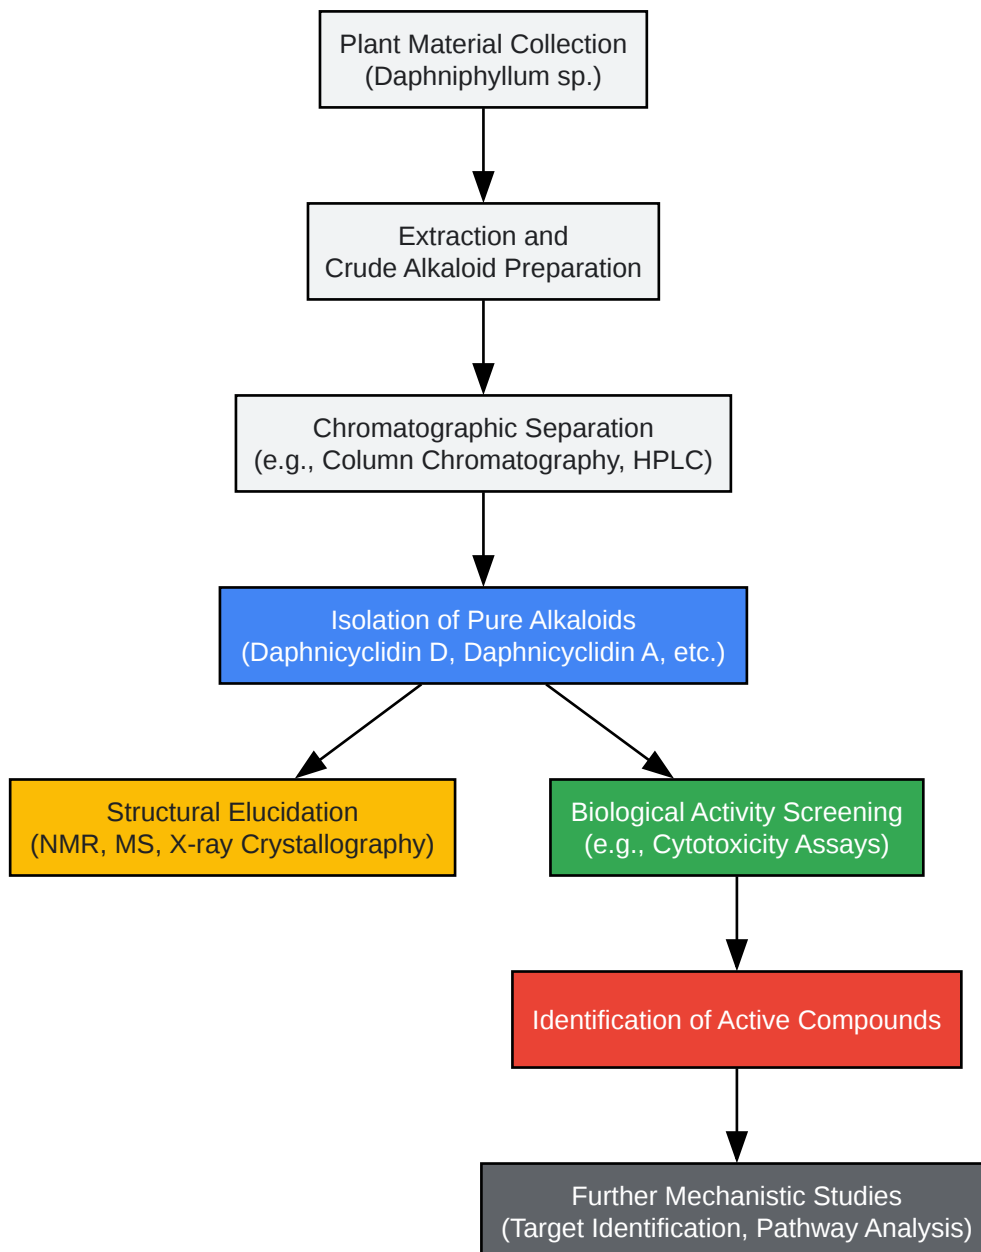 Plant Material Collection
(Daphniphyllum sp.)
Extraction and
Crude Alkaloid Preparation
Chromatographic Separation
(e.g., Column Chromatography, HPLC)
Isolation of Pure Alkaloids
(Daphnicyclidin D, Daphnicyclidin A, etc.)
Structural Elucidation
(NMR, MS, X-ray Crystallography)
Biological Activity Screening
(e.g., Cytotoxicity Assays)
Identification of Active Compounds
Further Mechanistic Studies
(Target Identification, Pathway Analysis)